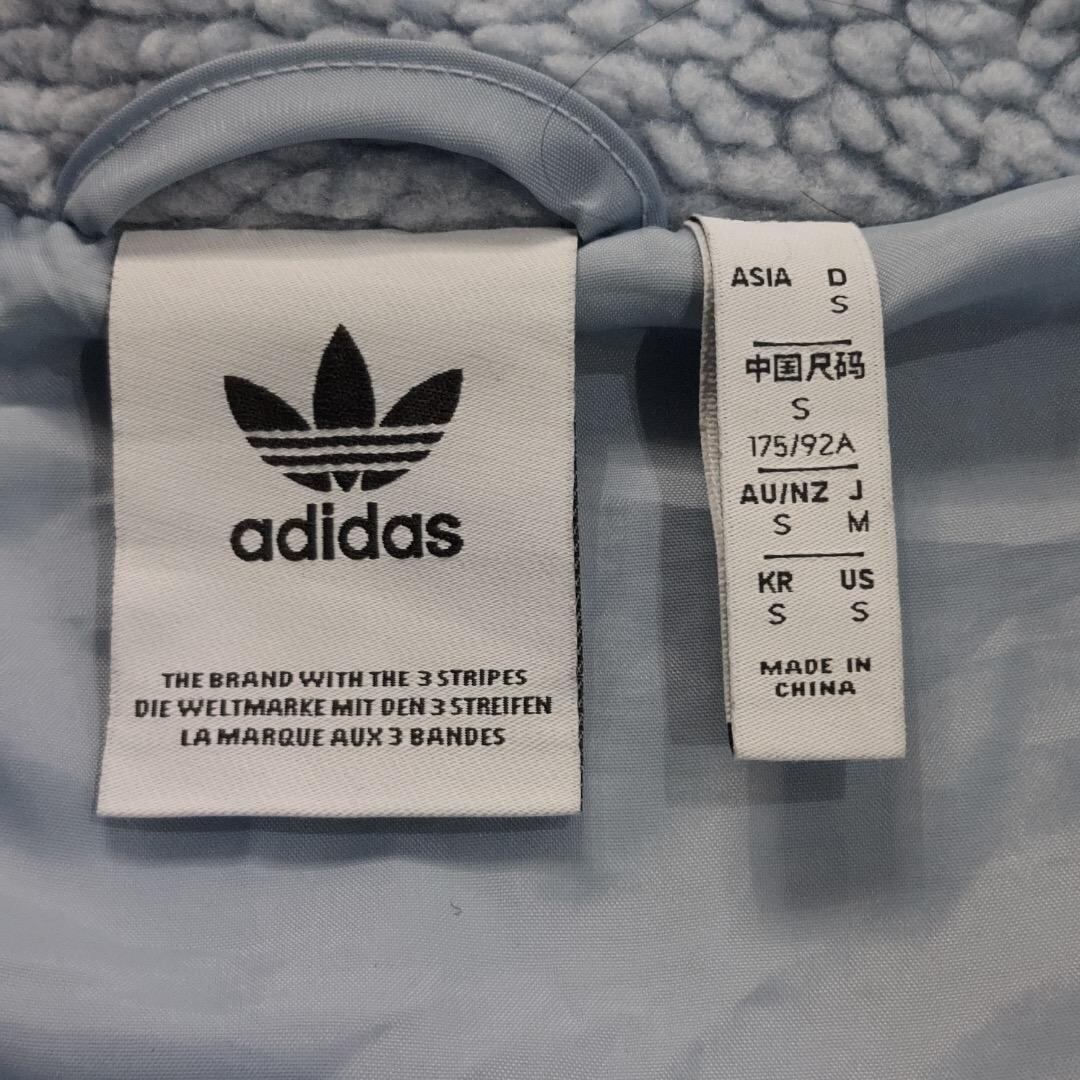 adidas
THE BRAND WITH THE 3 STRIPES
DIE WELTMARKE MIT DEN 3 STREIFEN
LA MARQUE AUX 3 BANDES
ASIA D
S
中国尺码
S
175/92A
AU/NZ J
S M
KR US
S S
MADE IN
CHINA